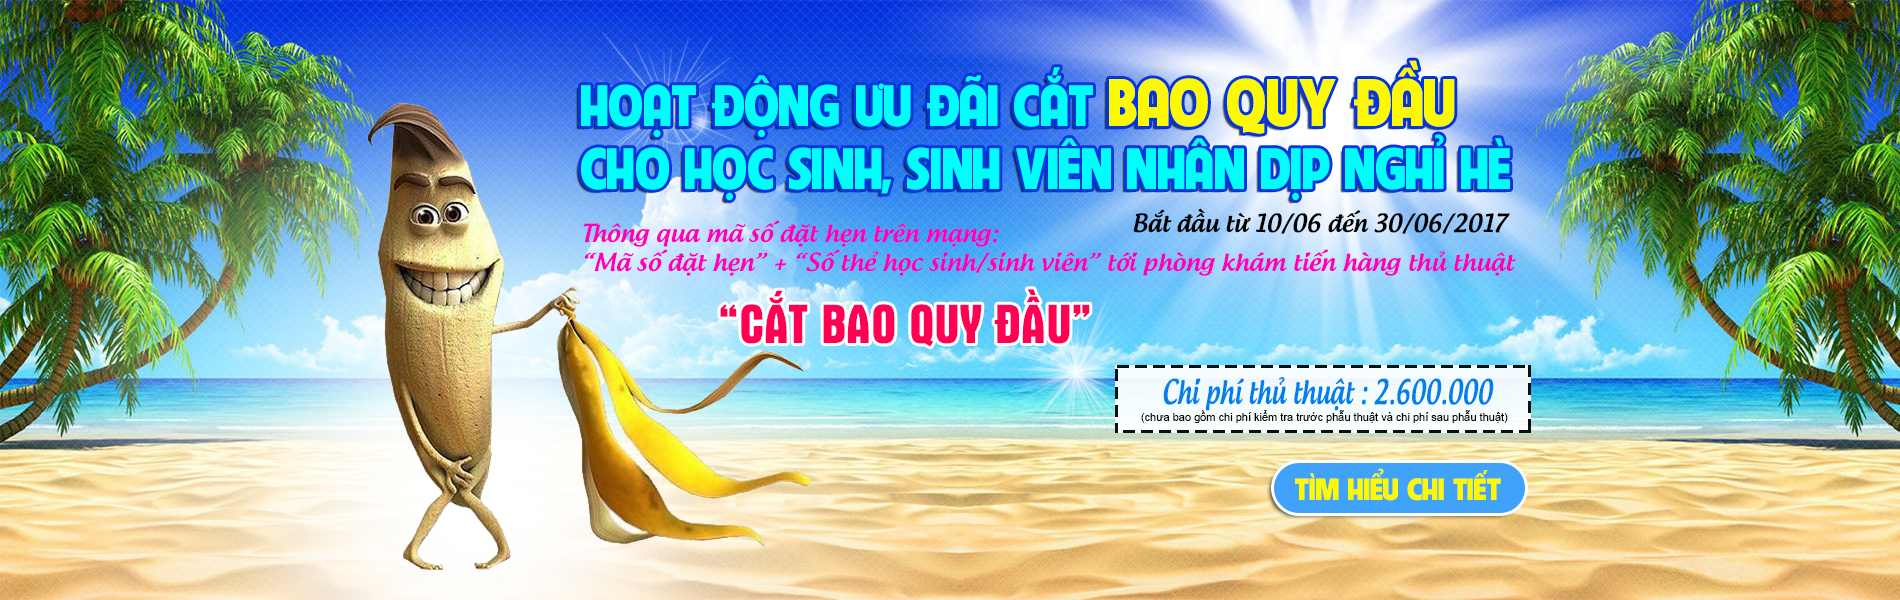 HOẠT ĐỘNG ƯU ĐÃI CẮT BAO QUY ĐẦU
CHO HỌC SINH, SINH VIÊN NHÂN DỊP NGHỈ HÈ
Bắt đầu từ 10/06 đến 30/06/2017
Thông qua mã số đặt hẹn trên mạng:
“Mã số đặt hẹn” + “Số thẻ học sinh/sinh viên” tới phòng khám tiến hàng thủ thuật
“CẮT BAO QUY ĐẦU”
Chi phí thủ thuật : 2.600.000
(chưa bao gồm chi phí kiểm tra trước phẫu thuật và chi phí sau phẫu thuật)
TÌM HIỂU CHI TIẾT